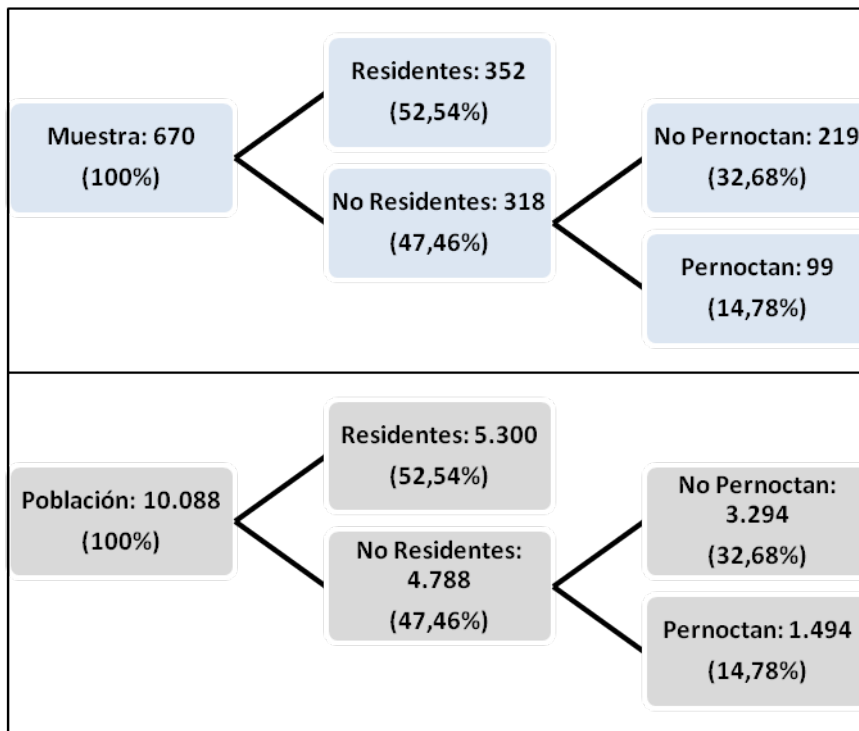 Residentes: 352
(52,54%)
Muestra: 670
(100%)
No Pernoctan: 219
(32,68%)
No Residentes: 318
(47,46%)
Pernoctan: 99
(14,78%)
Residentes: 5.300
(52,54%)
Población: 10.088
(100%)
No Pernoctan:
3.294
(32,68%)
No Residentes:
4.788
(47,46%)
Pernoctan: 1.494
(14,78%)